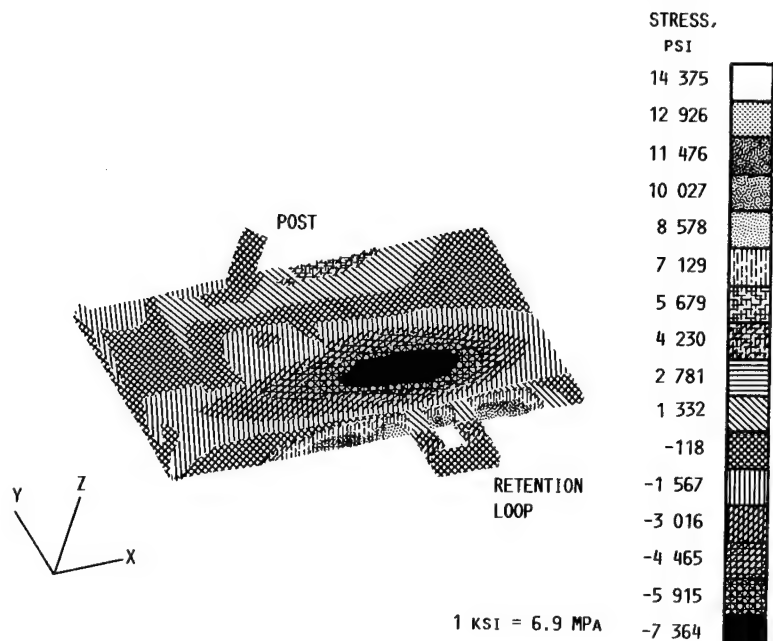 STRESS,
PSI
14 375
12 926
11 476
10 027
8 578
7 129
5 679
4 230
2 781
1 332
-118
-1 567
-3 016
-4 465
-5 915
-7 364
POST
RETENTION
LOOP
Y
Z
X
1 KSI = 6.9 MPA